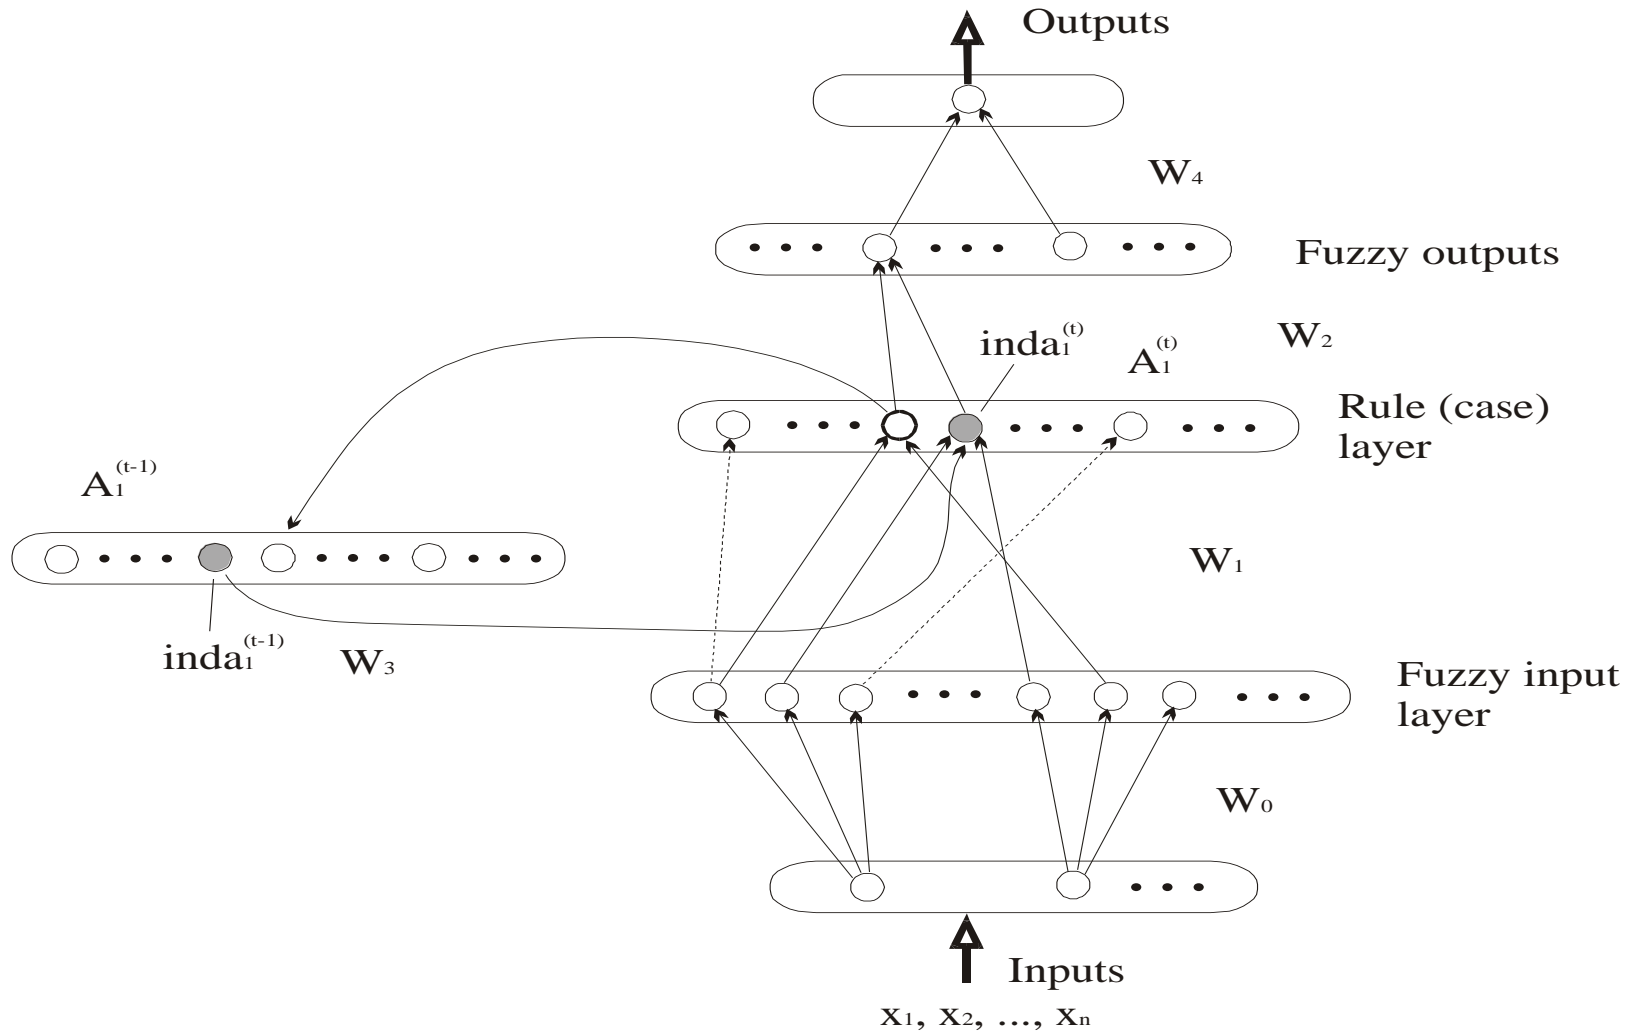 Outputs
W4
Fuzzy outputs
W2
inda1(t)
A1(t)
Rule (case)
layer
A1(t-1)
W1
inda1(t-1)
W3
Fuzzy input
layer
W0
Inputs
x1, x2, ..., xn